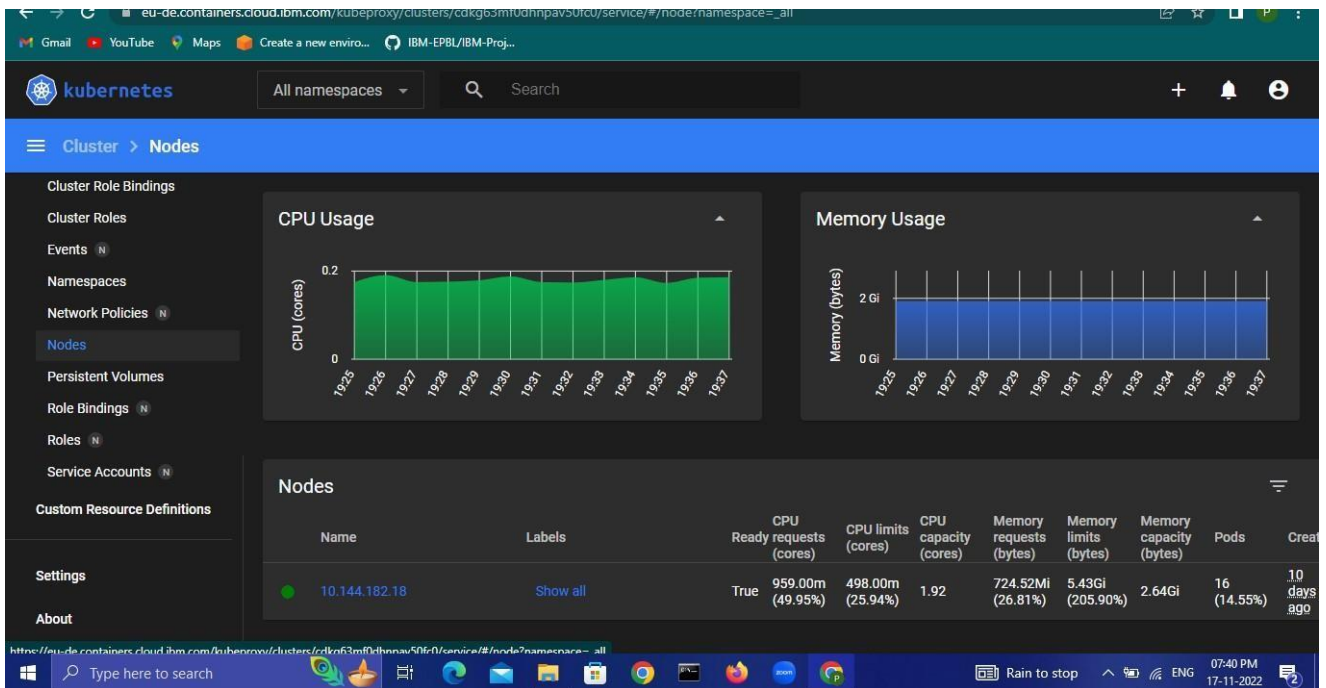 eu-de.containers.cloud.ibm.com/kubeproxy/clusters/cdkg63mf0dhnpav50fc0/service/#/node?namespace=_all
P
Gmail YouTube Maps Create a new enviro... IBM-EPBL/IBM-Proj...
kubernetes All namespaces Search
Cluster > Nodes
Cluster Role Bindings
Cluster Roles
Events N
Namespaces
Network Policies N
Nodes
Persistent Volumes
Role Bindings N
Roles N
Service Accounts N
Custom Resource Definitions
Settings
About
CPU Usage
CPU (cores)
0.2
0
19:25 19:26 19:27 19:28 19:29 19:30 19:31 19:32 19:33 19:34 19:35 19:36 19:37
Memory Usage
Memory (bytes)
2 Gi
0 Gi
19:25 19:26 19:27 19:28 19:29 19:30 19:31 19:32 19:33 19:34 19:35 19:36 19:37
Nodes
Name Labels Ready CPU requests (cores) CPU limits (cores) CPU capacity (cores) Memory requests (bytes) Memory limits (bytes) Memory capacity (bytes) Pods Creat
10.144.182.18 Show all True 959.00m (49.95%) 498.00m (25.94%) 1.92 724.52Mi (26.81%) 5.43Gi (205.90%) 2.64Gi 16 (14.55%) 10 days ago
https://eu-de.containers.cloud.ibm.com/kubeproxy/clusters/cdkg63mf0dhnpav50fc0/service/#/node?namespace=_all
Type here to search zoom Rain to stop ENG 07:40 PM
17-11-2022 2